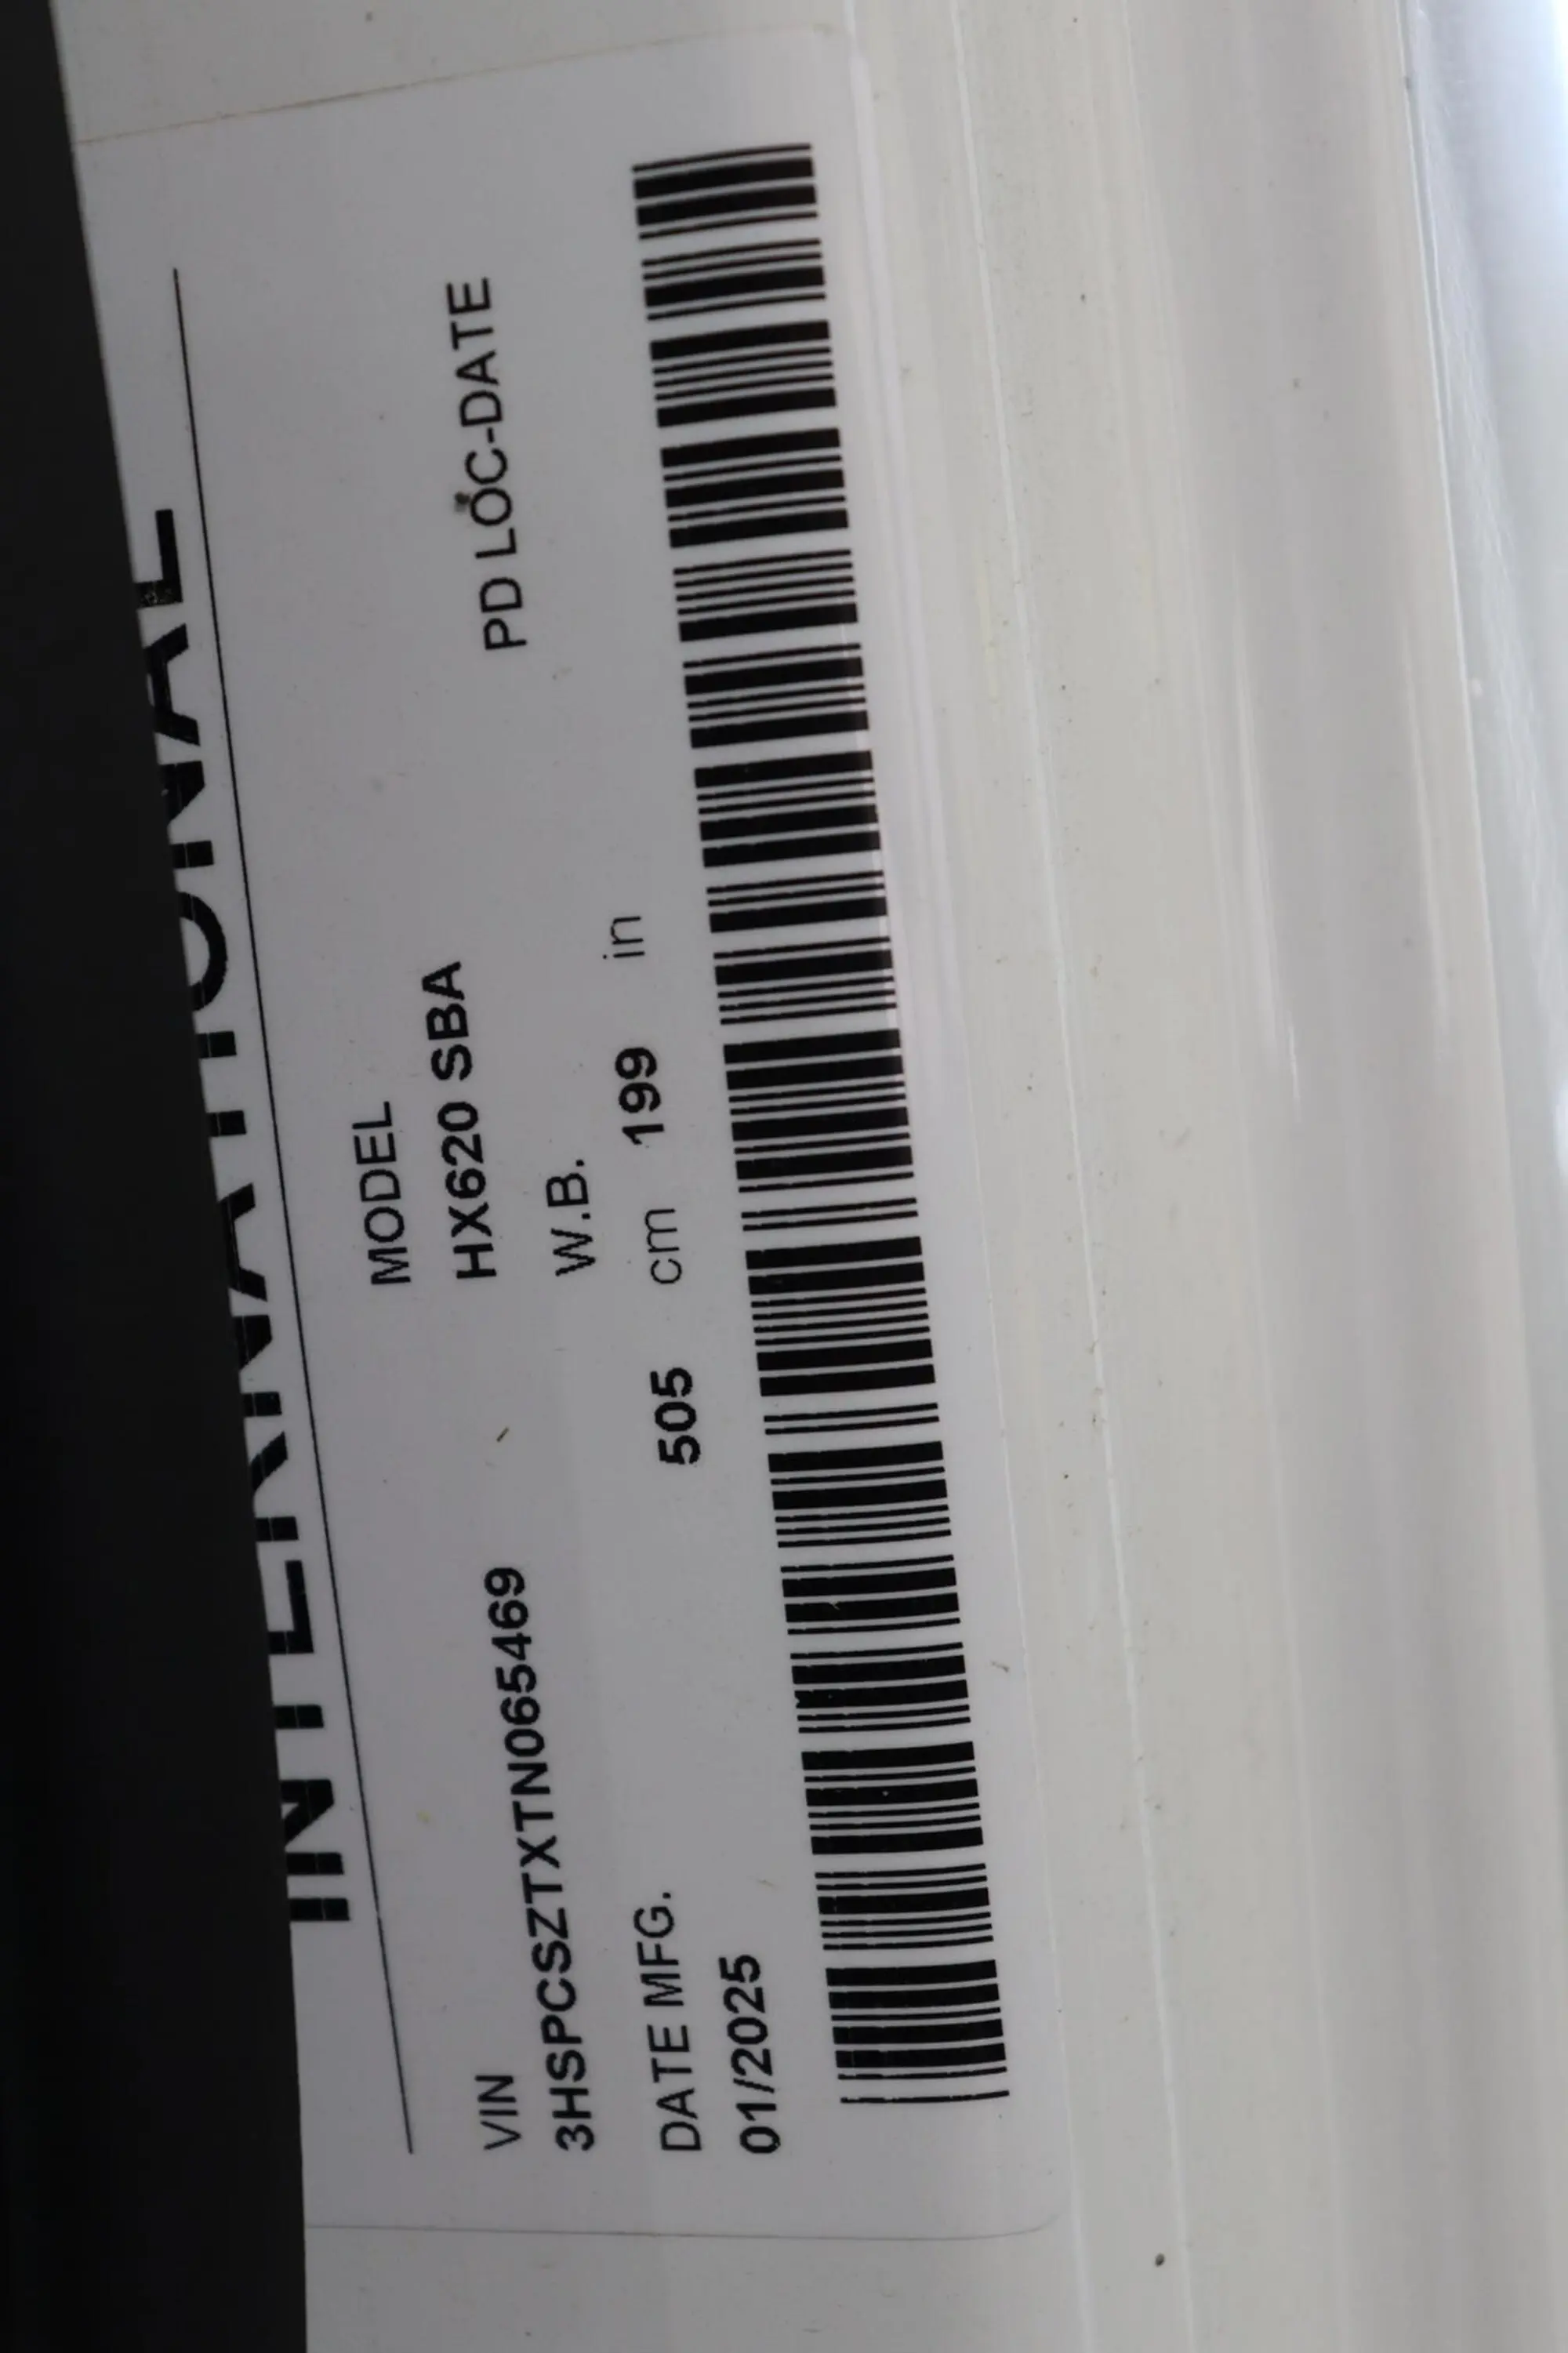 INTERNATIONAL
VIN
3HSPCSZTXTN065469
MODEL
HX620 SBA
PD LOC-DATE
DATE MFG.
01/2025
W.B.
505 cm 199 in